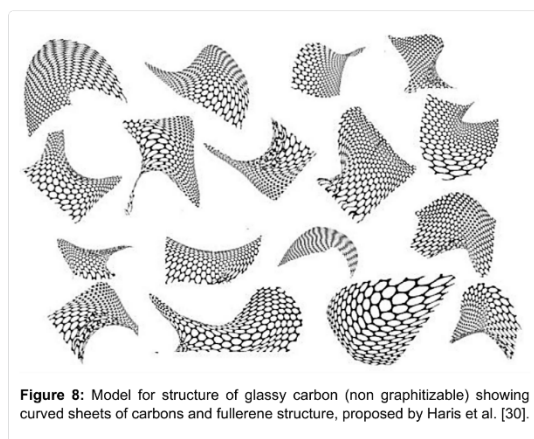 Figure 8: Model for structure of glassy carbon (non graphitizable) showing
curved sheets of carbons and fullerene structure, proposed by Haris et al. [30].